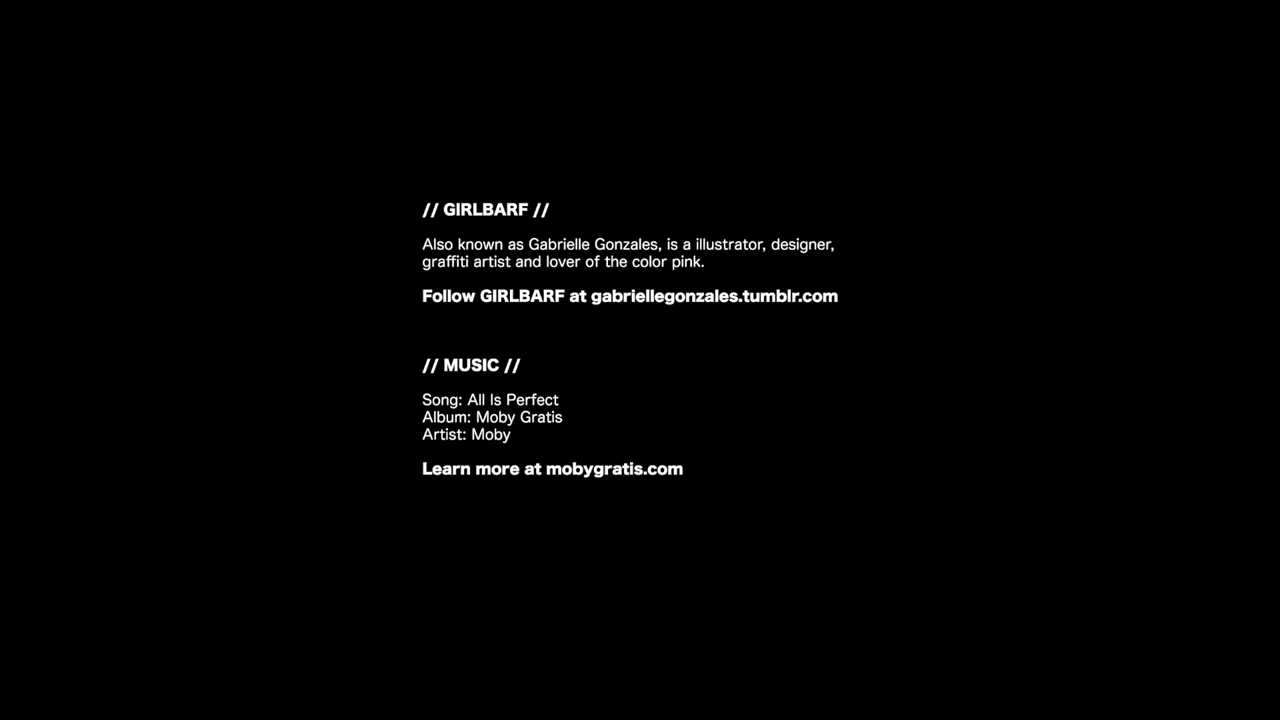 // GIRLBARF //
Also known as Gabrielle Gonzales, is a illustrator, designer,
graffiti artist and lover of the color pink.
Follow GIRLBARF at gabriellegonzales.tumblr.com
// MUSIC //
Song: All Is Perfect
Album: Moby Gratis
Artist: Moby
Learn more at mobygratis.com